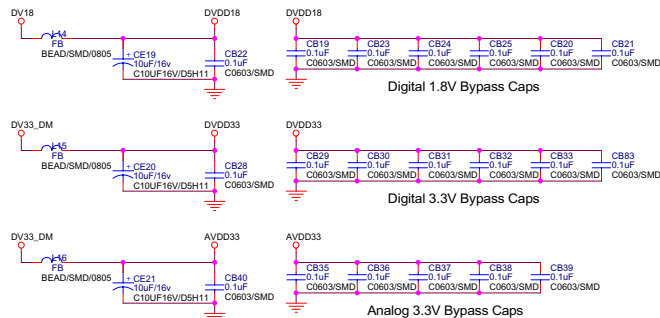 DV18 DVDD18 DVDD18
L14
FB
BEAD/SMD/0805
+ CE19
10uF/16v
C10UF16V/D5H11
CB22
0.1uF
C0603/SMD
CB19
0.1uF
C0603/SMD
CB23
0.1uF
C0603/SMD
CB24
0.1uF
C0603/SMD
CB25
0.1uF
C0603/SMD
CB20
0.1uF
C0603/SMD
CB21
0.1uF
C0603/SMD
Digital 1.8V Bypass Caps
DV33_DM DVDD33 DVDD33
L15
FB
BEAD/SMD/0805
+ CE20
10uF/16v
C10UF16V/D5H11
CB28
0.1uF
C0603/SMD
CB29
0.1uF
C0603/SMD
CB30
0.1uF
C0603/SMD
CB31
0.1uF
C0603/SMD
CB32
0.1uF
C0603/SMD
CB33
0.1uF
C0603/SMD
CB83
0.1uF
C0603/SMD
Digital 3.3V Bypass Caps
DV33_DM AVDD33 AVDD33
L16
FB
BEAD/SMD/0805
+ CE21
10uF/16v
C10UF16V/D5H11
CB40
0.1uF
C0603/SMD
CB35
0.1uF
C0603/SMD
CB36
0.1uF
C0603/SMD
CB37
0.1uF
C0603/SMD
CB38
0.1uF
C0603/SMD
CB39
0.1uF
C0603/SMD
Analog 3.3V Bypass Caps